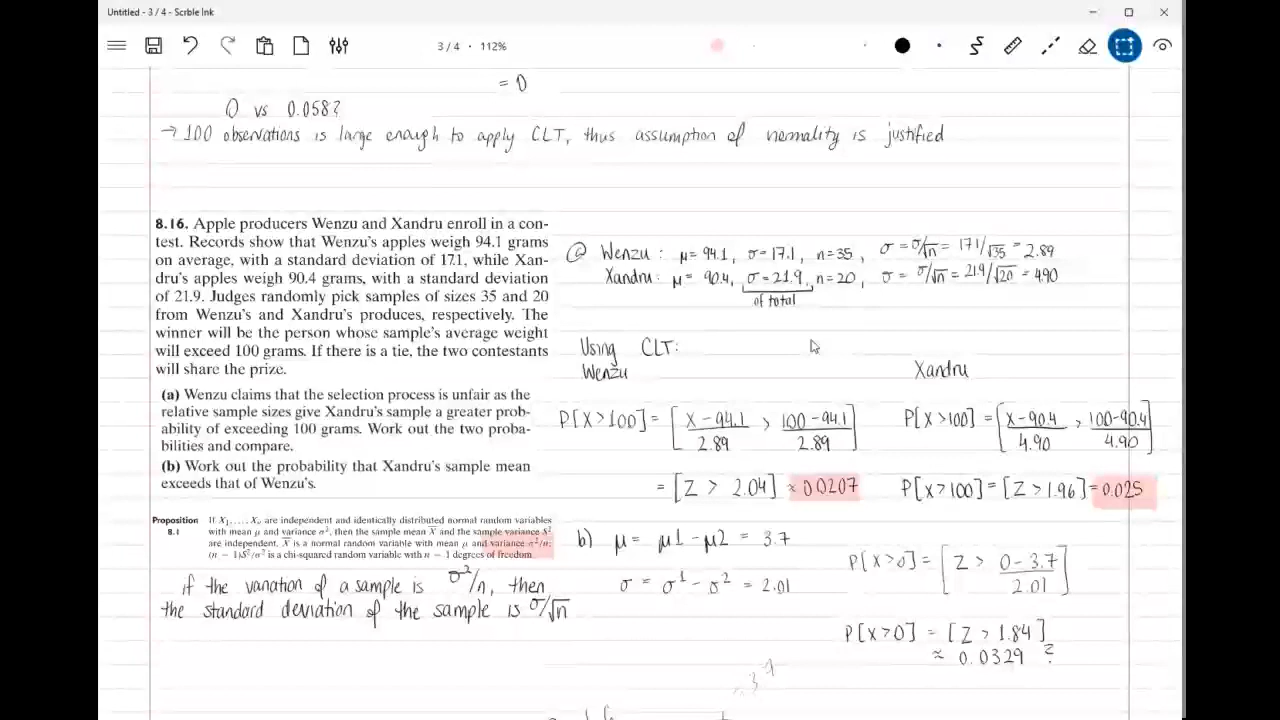 Untitled - 3 / 4 - Scrble Ink
3 / 4 · 112%
= 0
0 vs 0.058?
→ 100 observations is large enough to apply CLT, thus assumption of normality is justified
8.16. Apple producers Wenzu and Xandru enroll in a con-
test. Records show that Wenzu's apples weigh 94.1 grams
on average, with a standard deviation of 17.1, while Xan-
dru's apples weigh 90.4 grams, with a standard deviation
of 21.9. Judges randomly pick samples of sizes 35 and 20
from Wenzu's and Xandru's produces, respectively. The
winner will be the person whose sample's average weight
will exceed 100 grams. If there is a tie, the two contestants
will share the prize.
(a) Wenzu claims that the selection process is unfair as the
relative sample sizes give Xandru's sample a greater prob-
ability of exceeding 100 grams. Work out the two proba-
bilities and compare.
(b) Work out the probability that Xandru's sample mean
exceeds that of Wenzu's.
Proposition 8.1 If X₁, ..., Xₙ are independent and identically distributed normal random variables
with mean μ and variance σ², then the sample mean X̄ and the sample variance S²
are independent. X̄ is a normal random variable with mean μ and variance σ²/n;
(n − 1)S²/σ² is a chi-squared random variable with n − 1 degrees of freedom.
if the variation of a sample is σ²/n, then
the standard deviation of the sample is σ/√n
@ Wenzu: μ= 94.1, σ=17.1, n=35, σ = σ/√n = 17.1/√35 = 2.89
Xandru: μ= 90.4, σ=21.9, n=20, σ = σ/√n = 21.9/√20 = 4.90
of total
Using CLT:
Wenzu
P[X>100] = [X-94.1/2.89 > 100-94.1/2.89]
= [Z > 2.04] ≈ 0.0207
Xandru
P[X>100] = [X-90.4/4.90 > 100-90.4/4.90]
P[X>100] = [Z > 1.96] = 0.025
b) μ = μ1 - μ2 = 3.7
σ = σ1 - σ2 = 2.01
P[X>0] = [Z > 0-3.7/2.01]
P[X>0] = [Z > 1.84]
≈ 0.0329 ?